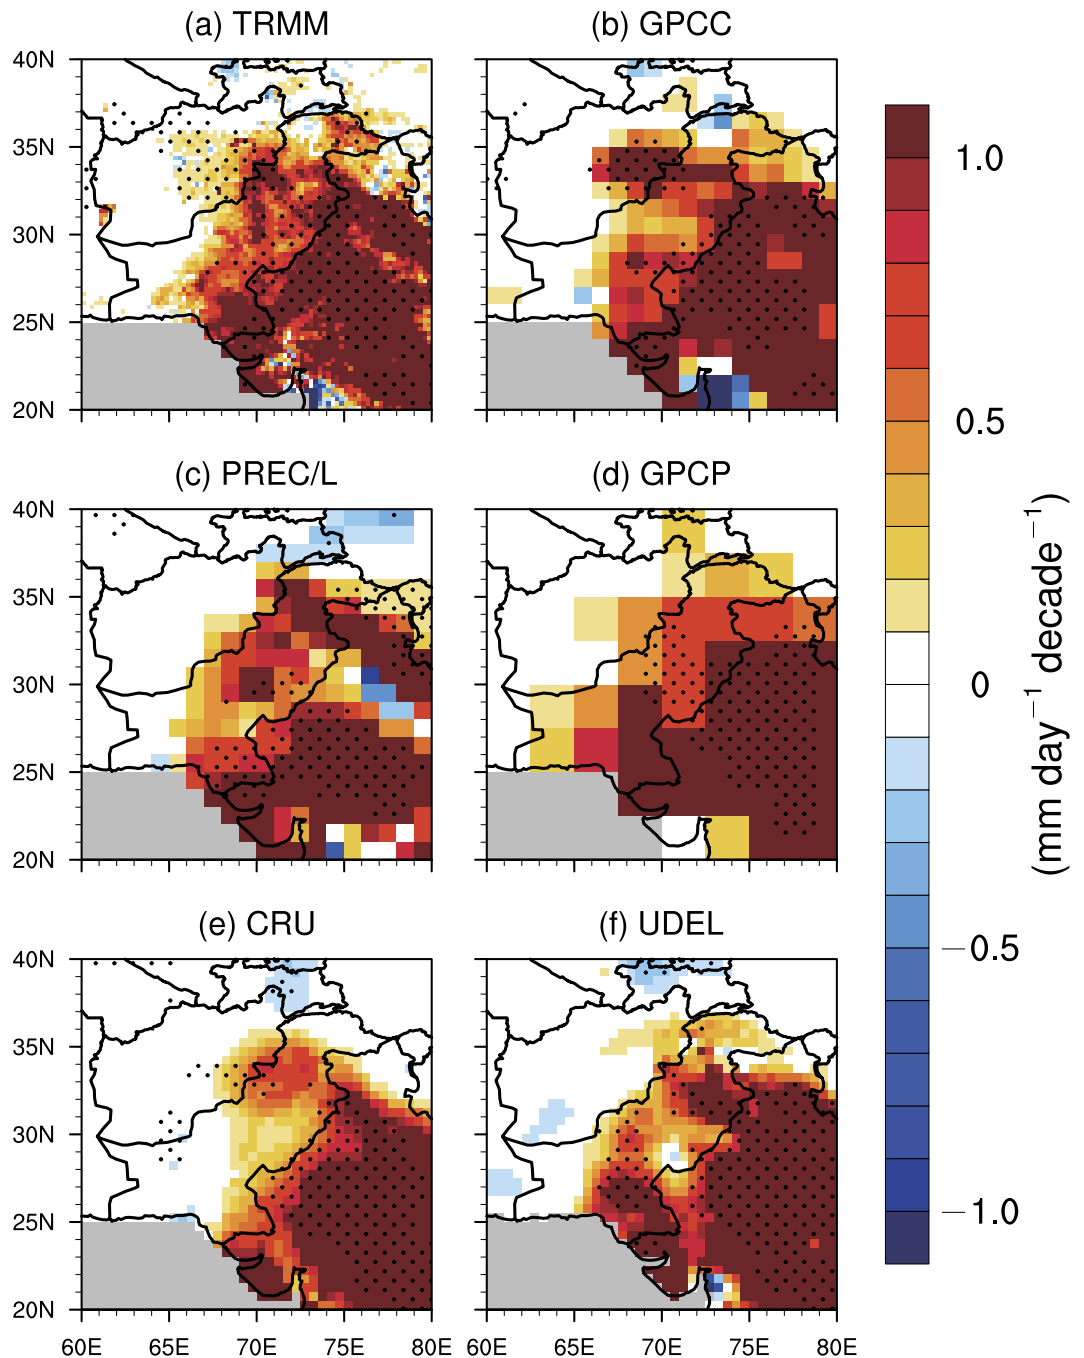 (a) TRMM
(b) GPCC
40N
35N
30N
25N
20N
(c) PREC/L
(d) GPCP
40N
35N
30N
25N
20N
(e) CRU
(f) UDEL
40N
35N
30N
25N
20N
60E 65E 70E 75E 80E
60E 65E 70E 75E 80E
1.0
0.5
0
−0.5
−1.0
(mm day⁻¹ decade⁻¹)